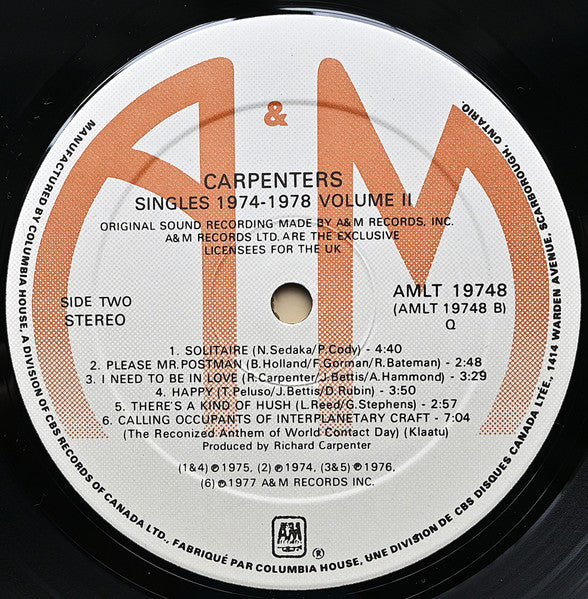 A & M
CARPENTERS
SINGLES 1974-1978 VOLUME II
ORIGINAL SOUND RECORDING MADE BY A&M RECORDS, INC.
A&M RECORDS LTD. ARE THE EXCLUSIVE
LICENSEES FOR THE UK
SIDE TWO
STEREO
AMLT 19748
(AMLT 19748 B)
Q
1. SOLITAIRE (N.Sedaka/P.Cody) - 4:40
2. PLEASE MR.POSTMAN (B.Holland/F.Gorman/R.Bateman) - 2:48
3. I NEED TO BE IN LOVE (R.Carpenter/J.Bettis/A.Hammond) - 3:29
4. HAPPY (T.Peluso/J.Bettis/D.Rubin) - 3:50
5. THERE'S A KIND OF HUSH (L.Reed/G.Stephens) - 2:57
6. CALLING OCCUPANTS OF INTERPLANETARY CRAFT - 7:04
(The Reconized Anthem of World Contact Day) (Klaatu)
Produced by Richard Carpenter
(1&4) ℗ 1975, (2) ℗ 1974, (3&5) ℗ 1976,
(6) ℗ 1977 A&M RECORDS INC.
A&M ®
MANUFACTURED BY COLUMBIA HOUSE, A DIVISION OF CBS RECORDS OF CANADA LTD., FABRIQUÉ PAR COLUMBIA HOUSE, UNE DIVISION DE CBS DISQUES CANADA LTÉE., 1414 WARDEN AVENUE, SCARBOROUGH, ONTARIO.